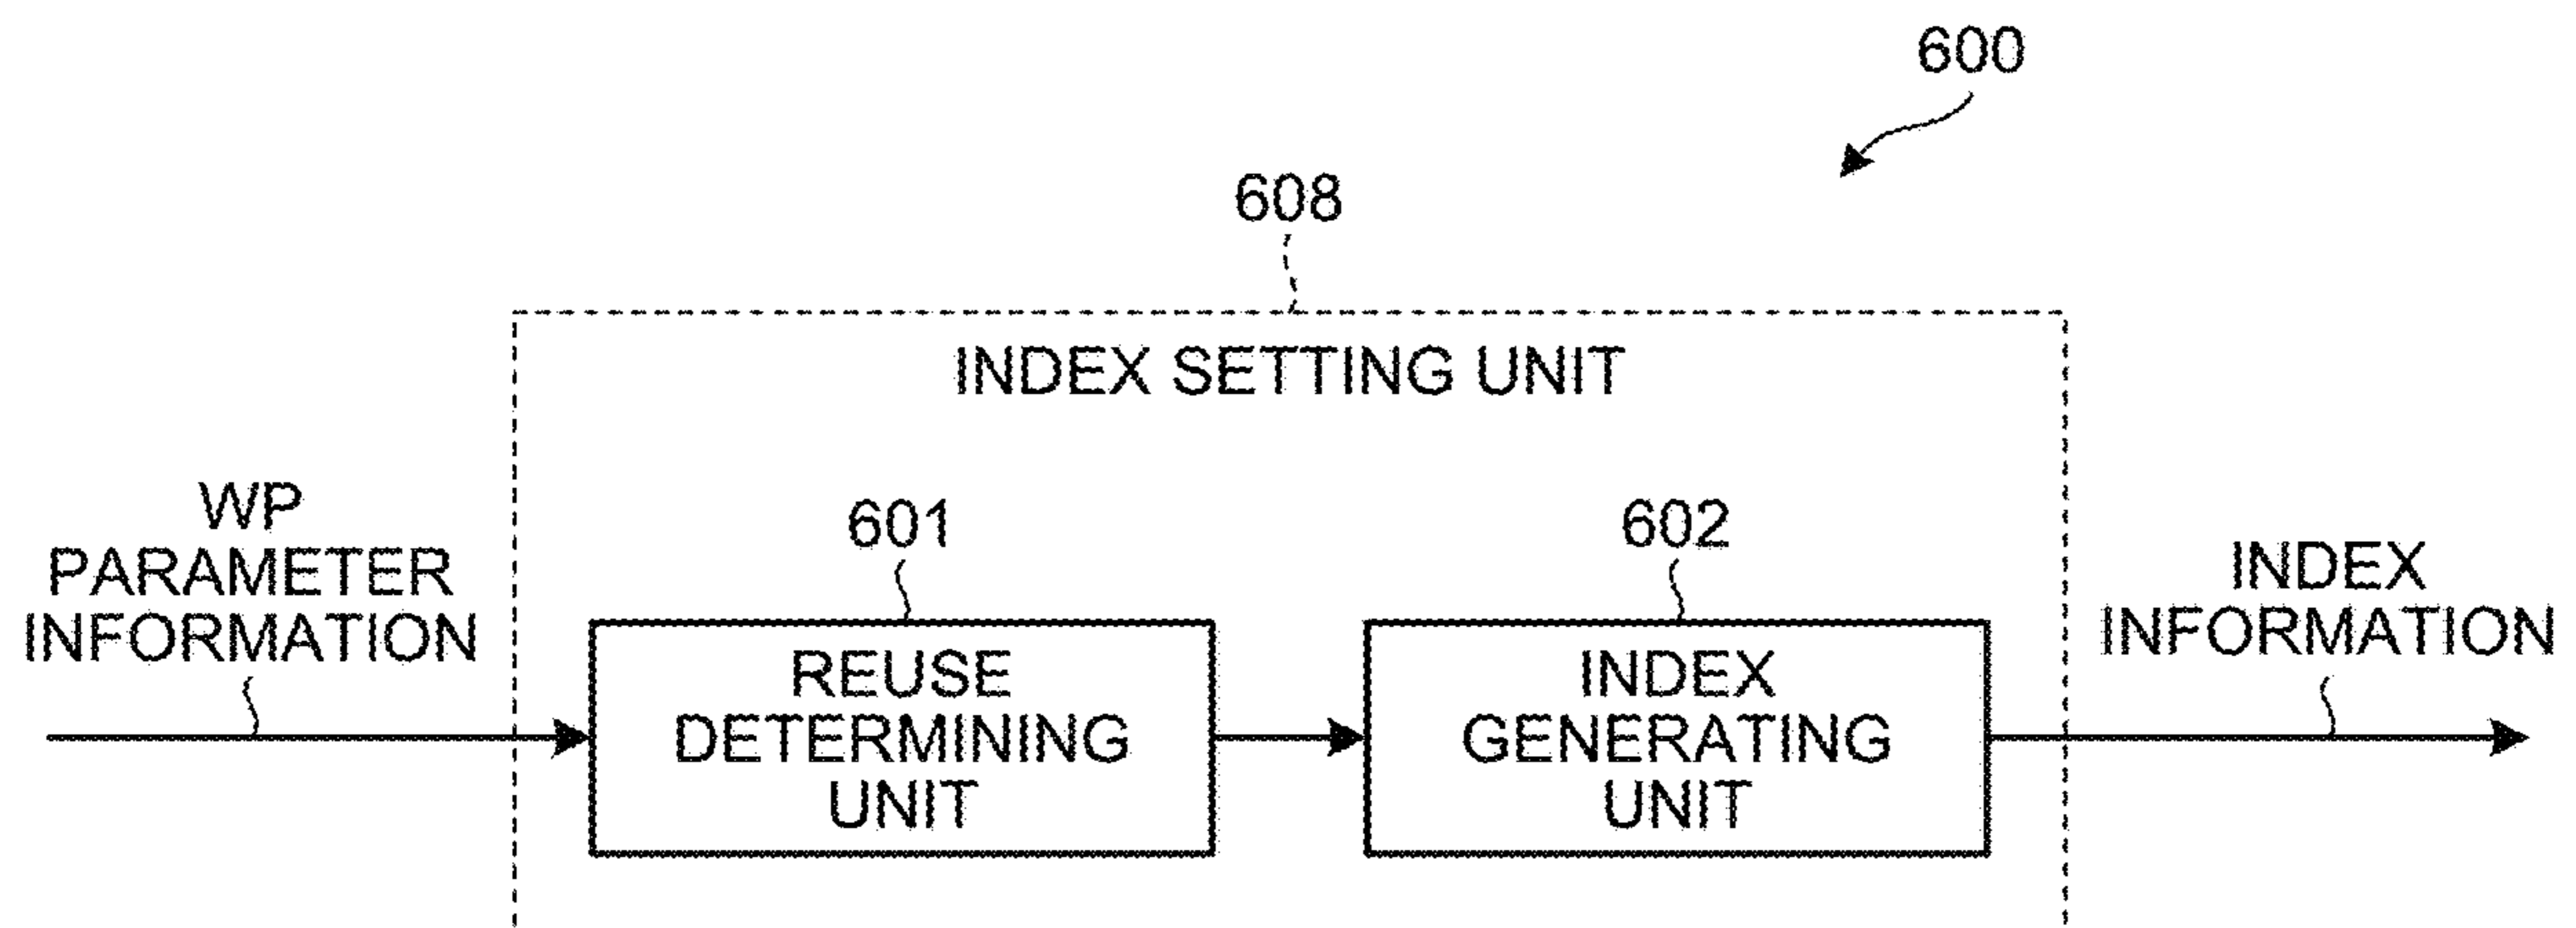 600
608
INDEX SETTING UNIT
WP
PARAMETER
INFORMATION
601
REUSE
DETERMINING
UNIT
602
INDEX
GENERATING
UNIT
INDEX
INFORMATION